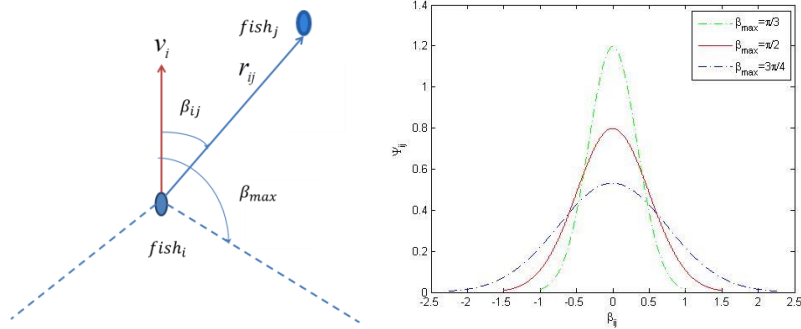 fish_j
v_i
r_ij
β_ij
β_max
fish_i
1.4
1.2
1
0.8
0.6
0.4
0.2
0
Ψ_ij
β_max=π/3
β_max=π/2
β_max=3π/4
-2.5 -2 -1.5 -1 -0.5 0 0.5 1 1.5 2 2.5
β_ij